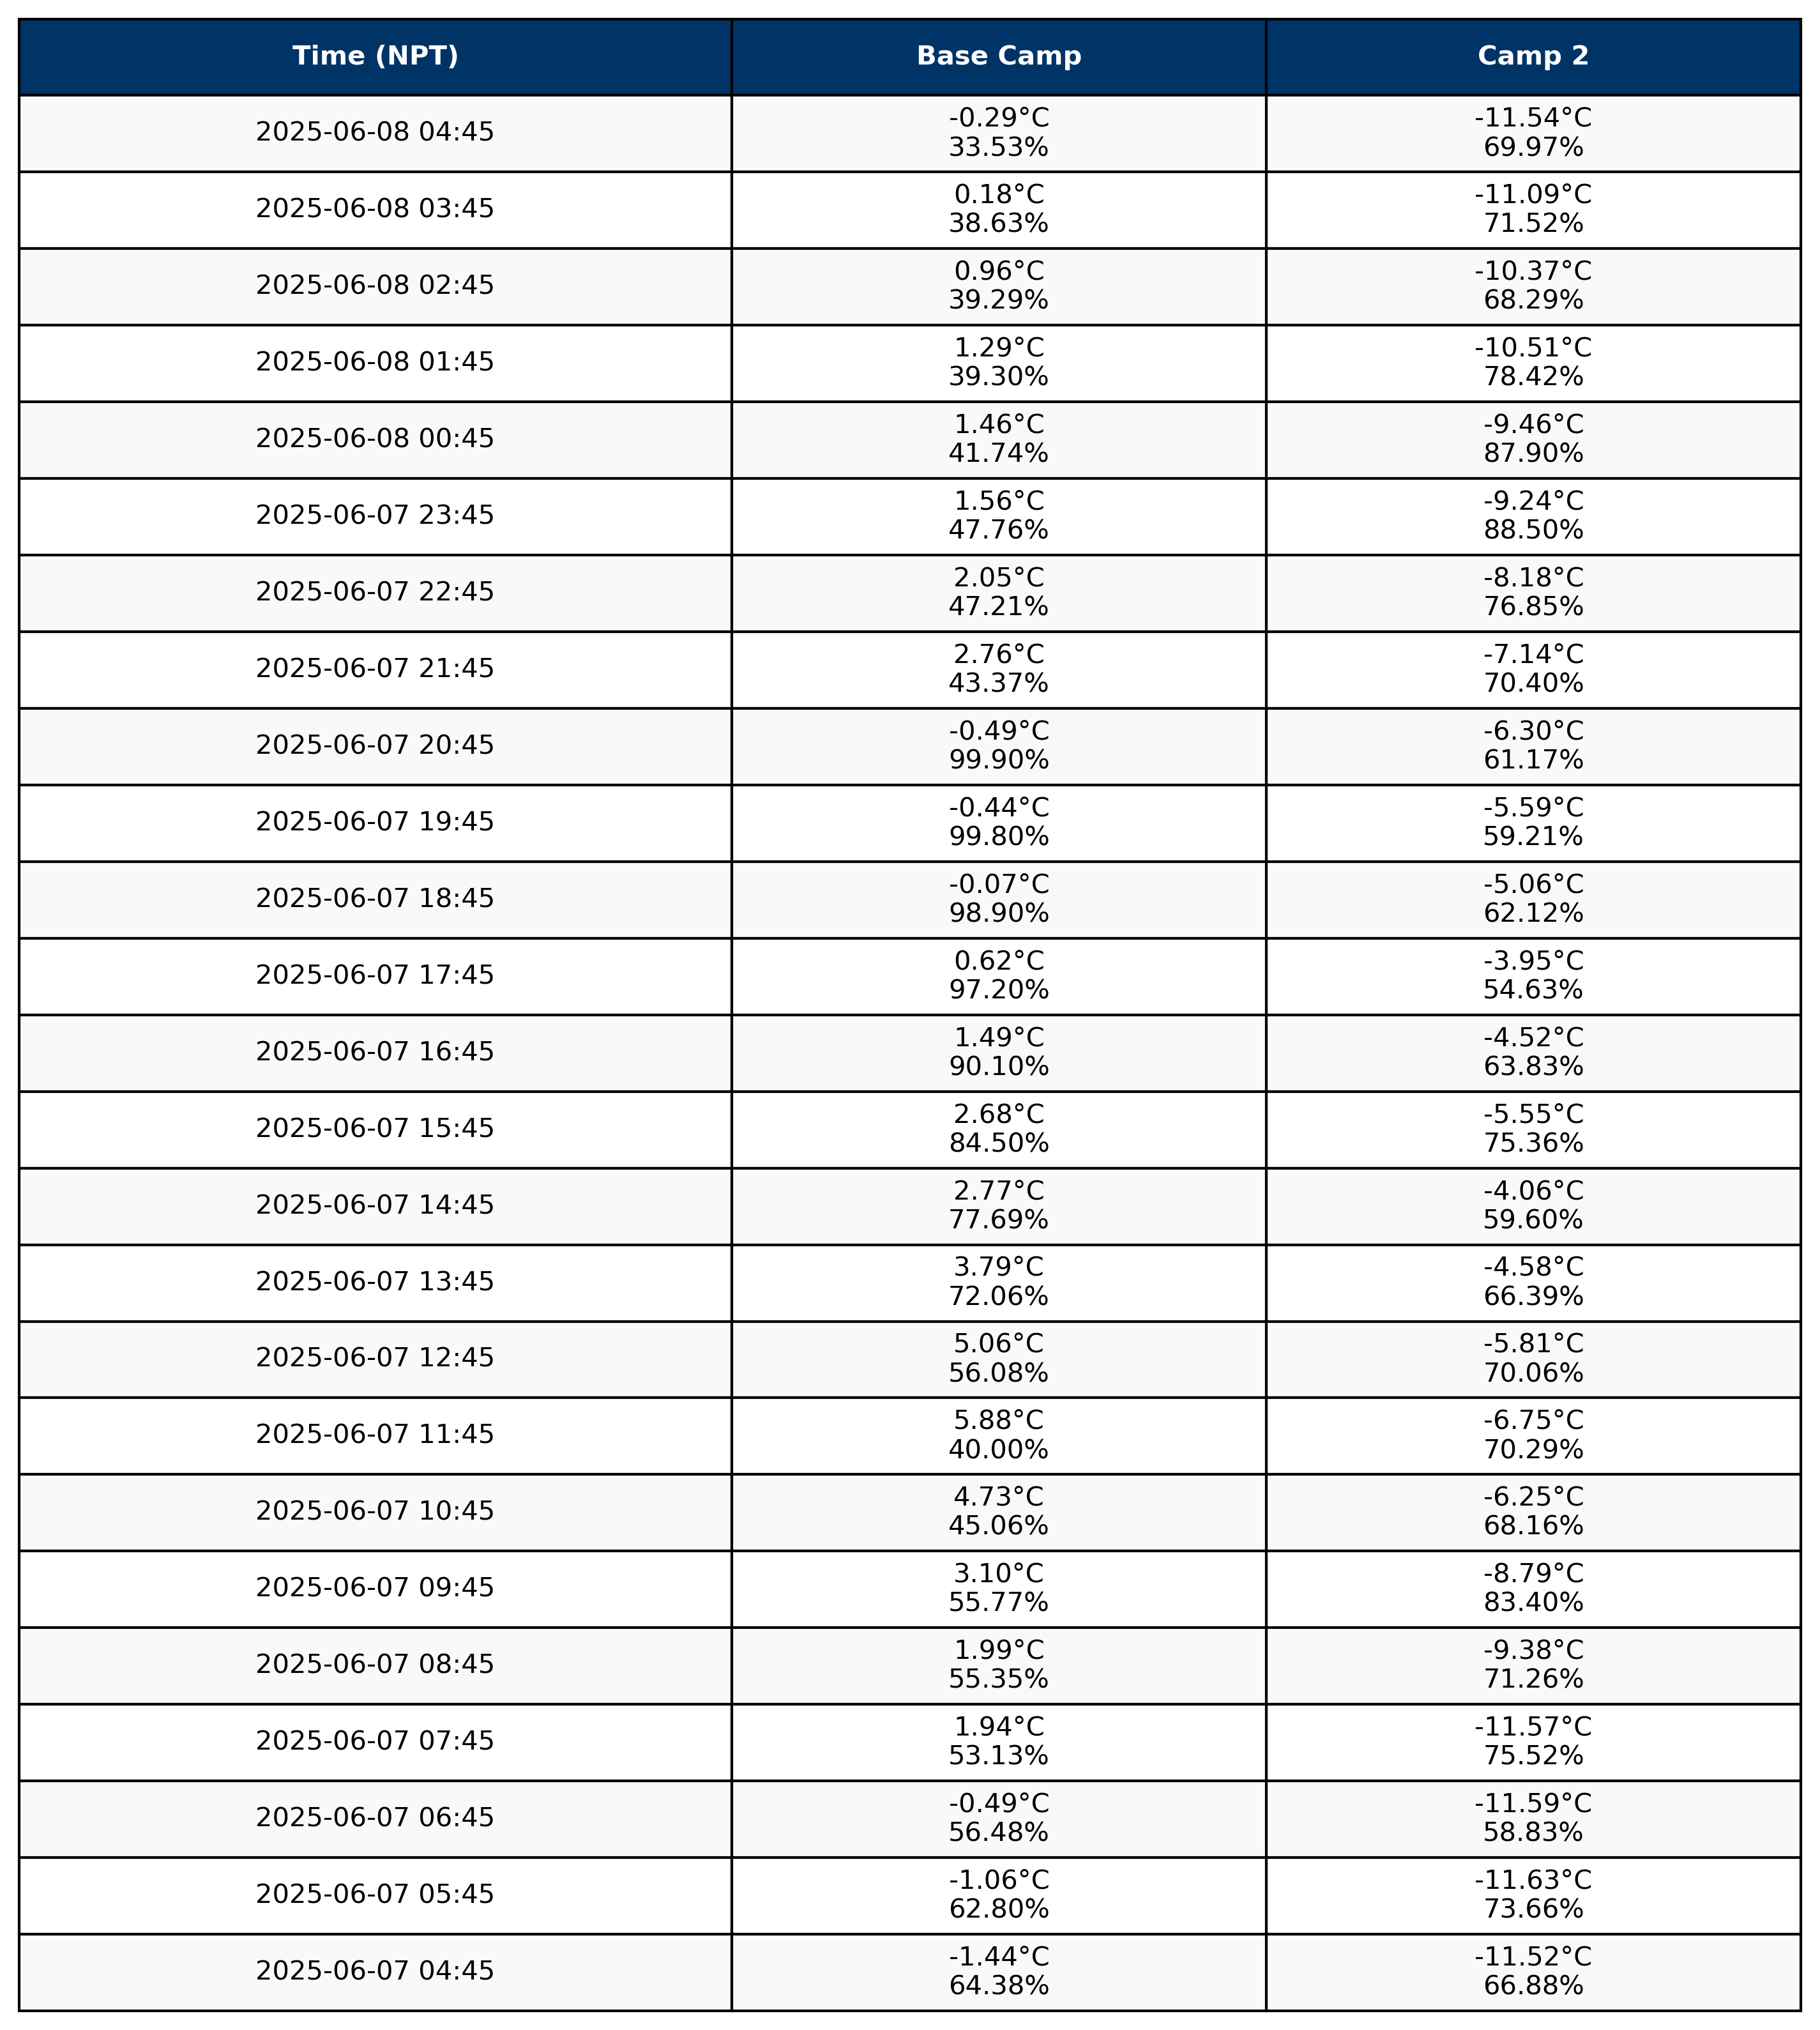 Time (NPT) Base Camp Camp 2
2025-06-08 04:45
-0.29°C
33.53%
-11.54°C
69.97%
2025-06-08 03:45
0.18°C
38.63%
-11.09°C
71.52%
2025-06-08 02:45
0.96°C
39.29%
-10.37°C
68.29%
2025-06-08 01:45
1.29°C
39.30%
-10.51°C
78.42%
2025-06-08 00:45
1.46°C
41.74%
-9.46°C
87.90%
2025-06-07 23:45
1.56°C
47.76%
-9.24°C
88.50%
2025-06-07 22:45
2.05°C
47.21%
-8.18°C
76.85%
2025-06-07 21:45
2.76°C
43.37%
-7.14°C
70.40%
2025-06-07 20:45
-0.49°C
99.90%
-6.30°C
61.17%
2025-06-07 19:45
-0.44°C
99.80%
-5.59°C
59.21%
2025-06-07 18:45
-0.07°C
98.90%
-5.06°C
62.12%
2025-06-07 17:45
0.62°C
97.20%
-3.95°C
54.63%
2025-06-07 16:45
1.49°C
90.10%
-4.52°C
63.83%
2025-06-07 15:45
2.68°C
84.50%
-5.55°C
75.36%
2025-06-07 14:45
2.77°C
77.69%
-4.06°C
59.60%
2025-06-07 13:45
3.79°C
72.06%
-4.58°C
66.39%
2025-06-07 12:45
5.06°C
56.08%
-5.81°C
70.06%
2025-06-07 11:45
5.88°C
40.00%
-6.75°C
70.29%
2025-06-07 10:45
4.73°C
45.06%
-6.25°C
68.16%
2025-06-07 09:45
3.10°C
55.77%
-8.79°C
83.40%
2025-06-07 08:45
1.99°C
55.35%
-9.38°C
71.26%
2025-06-07 07:45
1.94°C
53.13%
-11.57°C
75.52%
2025-06-07 06:45
-0.49°C
56.48%
-11.59°C
58.83%
2025-06-07 05:45
-1.06°C
62.80%
-11.63°C
73.66%
2025-06-07 04:45
-1.44°C
64.38%
-11.52°C
66.88%